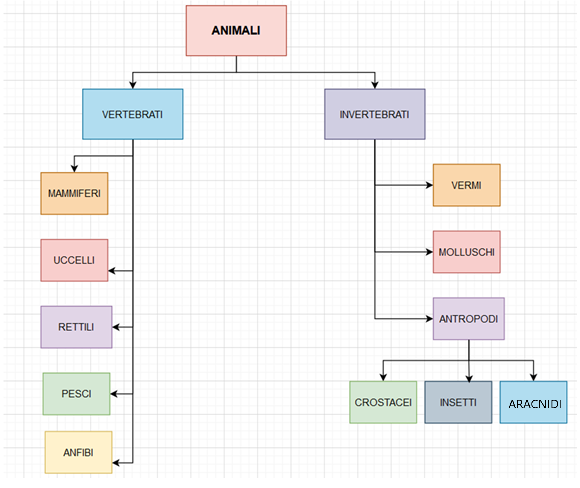 ANIMALI
VERTEBRATI
INVERTEBRATI
MAMMIFERI
UCCELLI
RETTILI
PESCI
ANFIBI
VERMI
MOLLUSCHI
ANTROPODI
CROSTACEI
INSETTI
ARACNIDI